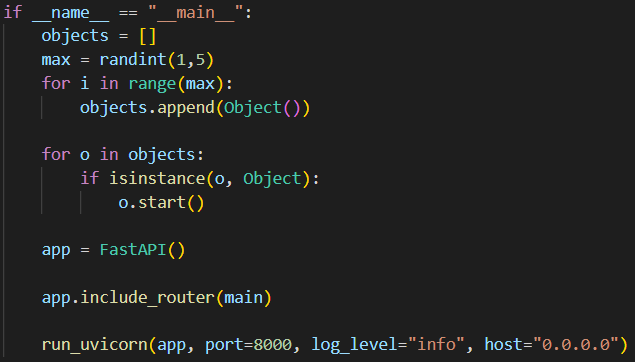 if __name__ == "__main__":
    objects = []
    max = randint(1,5)
    for i in range(max):
        objects.append(Object())

    for o in objects:
        if isinstance(o, Object):
            o.start()

    app = FastAPI()

    app.include_router(main)

    run_uvicorn(app, port=8000, log_level="info", host="0.0.0.0")